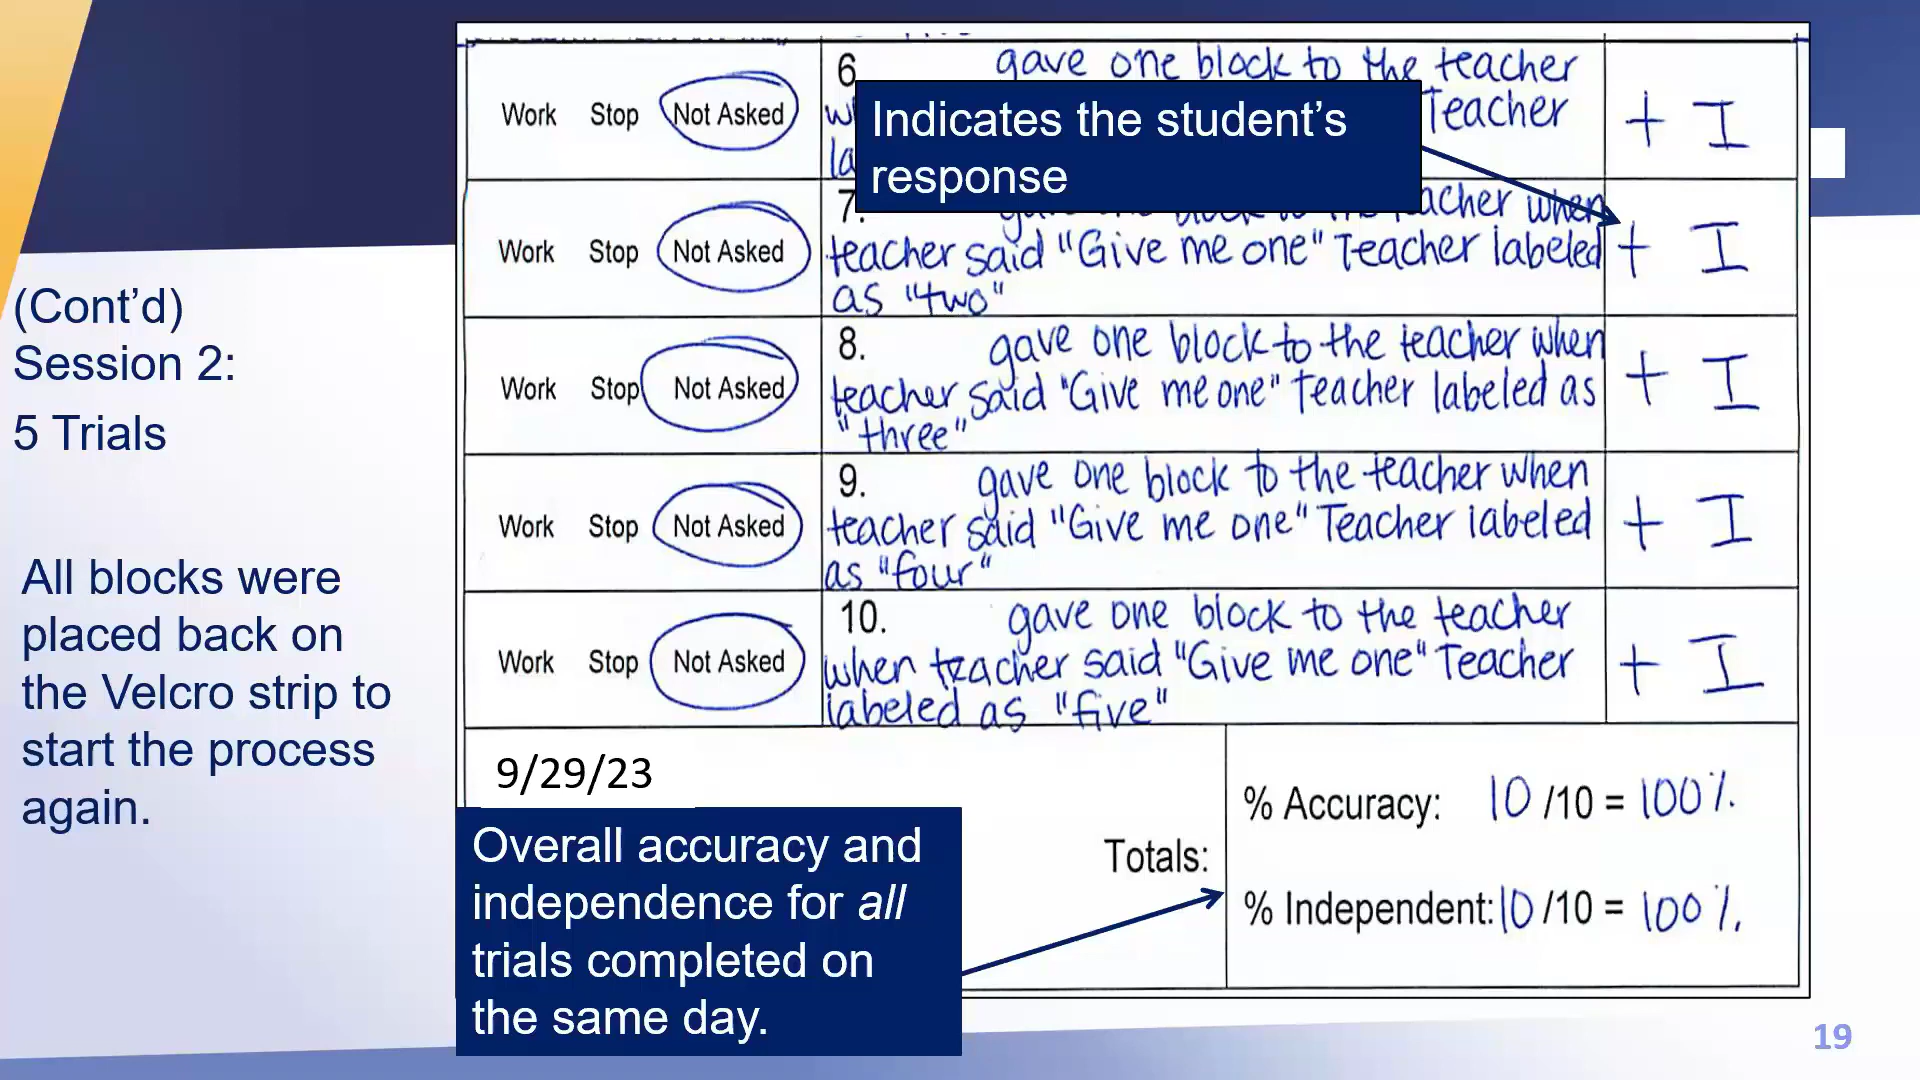 (Cont’d)
Session 2:
5 Trials
All blocks were
placed back on
the Velcro strip to
start the process
again.
Work Stop Not Asked
6 gave one block to the teacher
Teacher
+ I
Indicates the student’s
response
Work Stop Not Asked
7. when
teacher said "Give me one" Teacher labeled
as "two"
+ I
Work Stop Not Asked
8. gave one block to the teacher when
teacher said "Give me one" Teacher labeled as
"three"
+ I
Work Stop Not Asked
9. gave one block to the teacher when
teacher said "Give me one" Teacher labeled
as "four"
+ I
Work Stop Not Asked
10. gave one block to the teacher
when teacher said "Give me one" Teacher
labeled as "five"
+ I
9/29/23
Overall accuracy and
independence for all
trials completed on
the same day.
Totals:
% Accuracy: 10 /10 = 100%
% Independent: 10 /10 = 100%
19